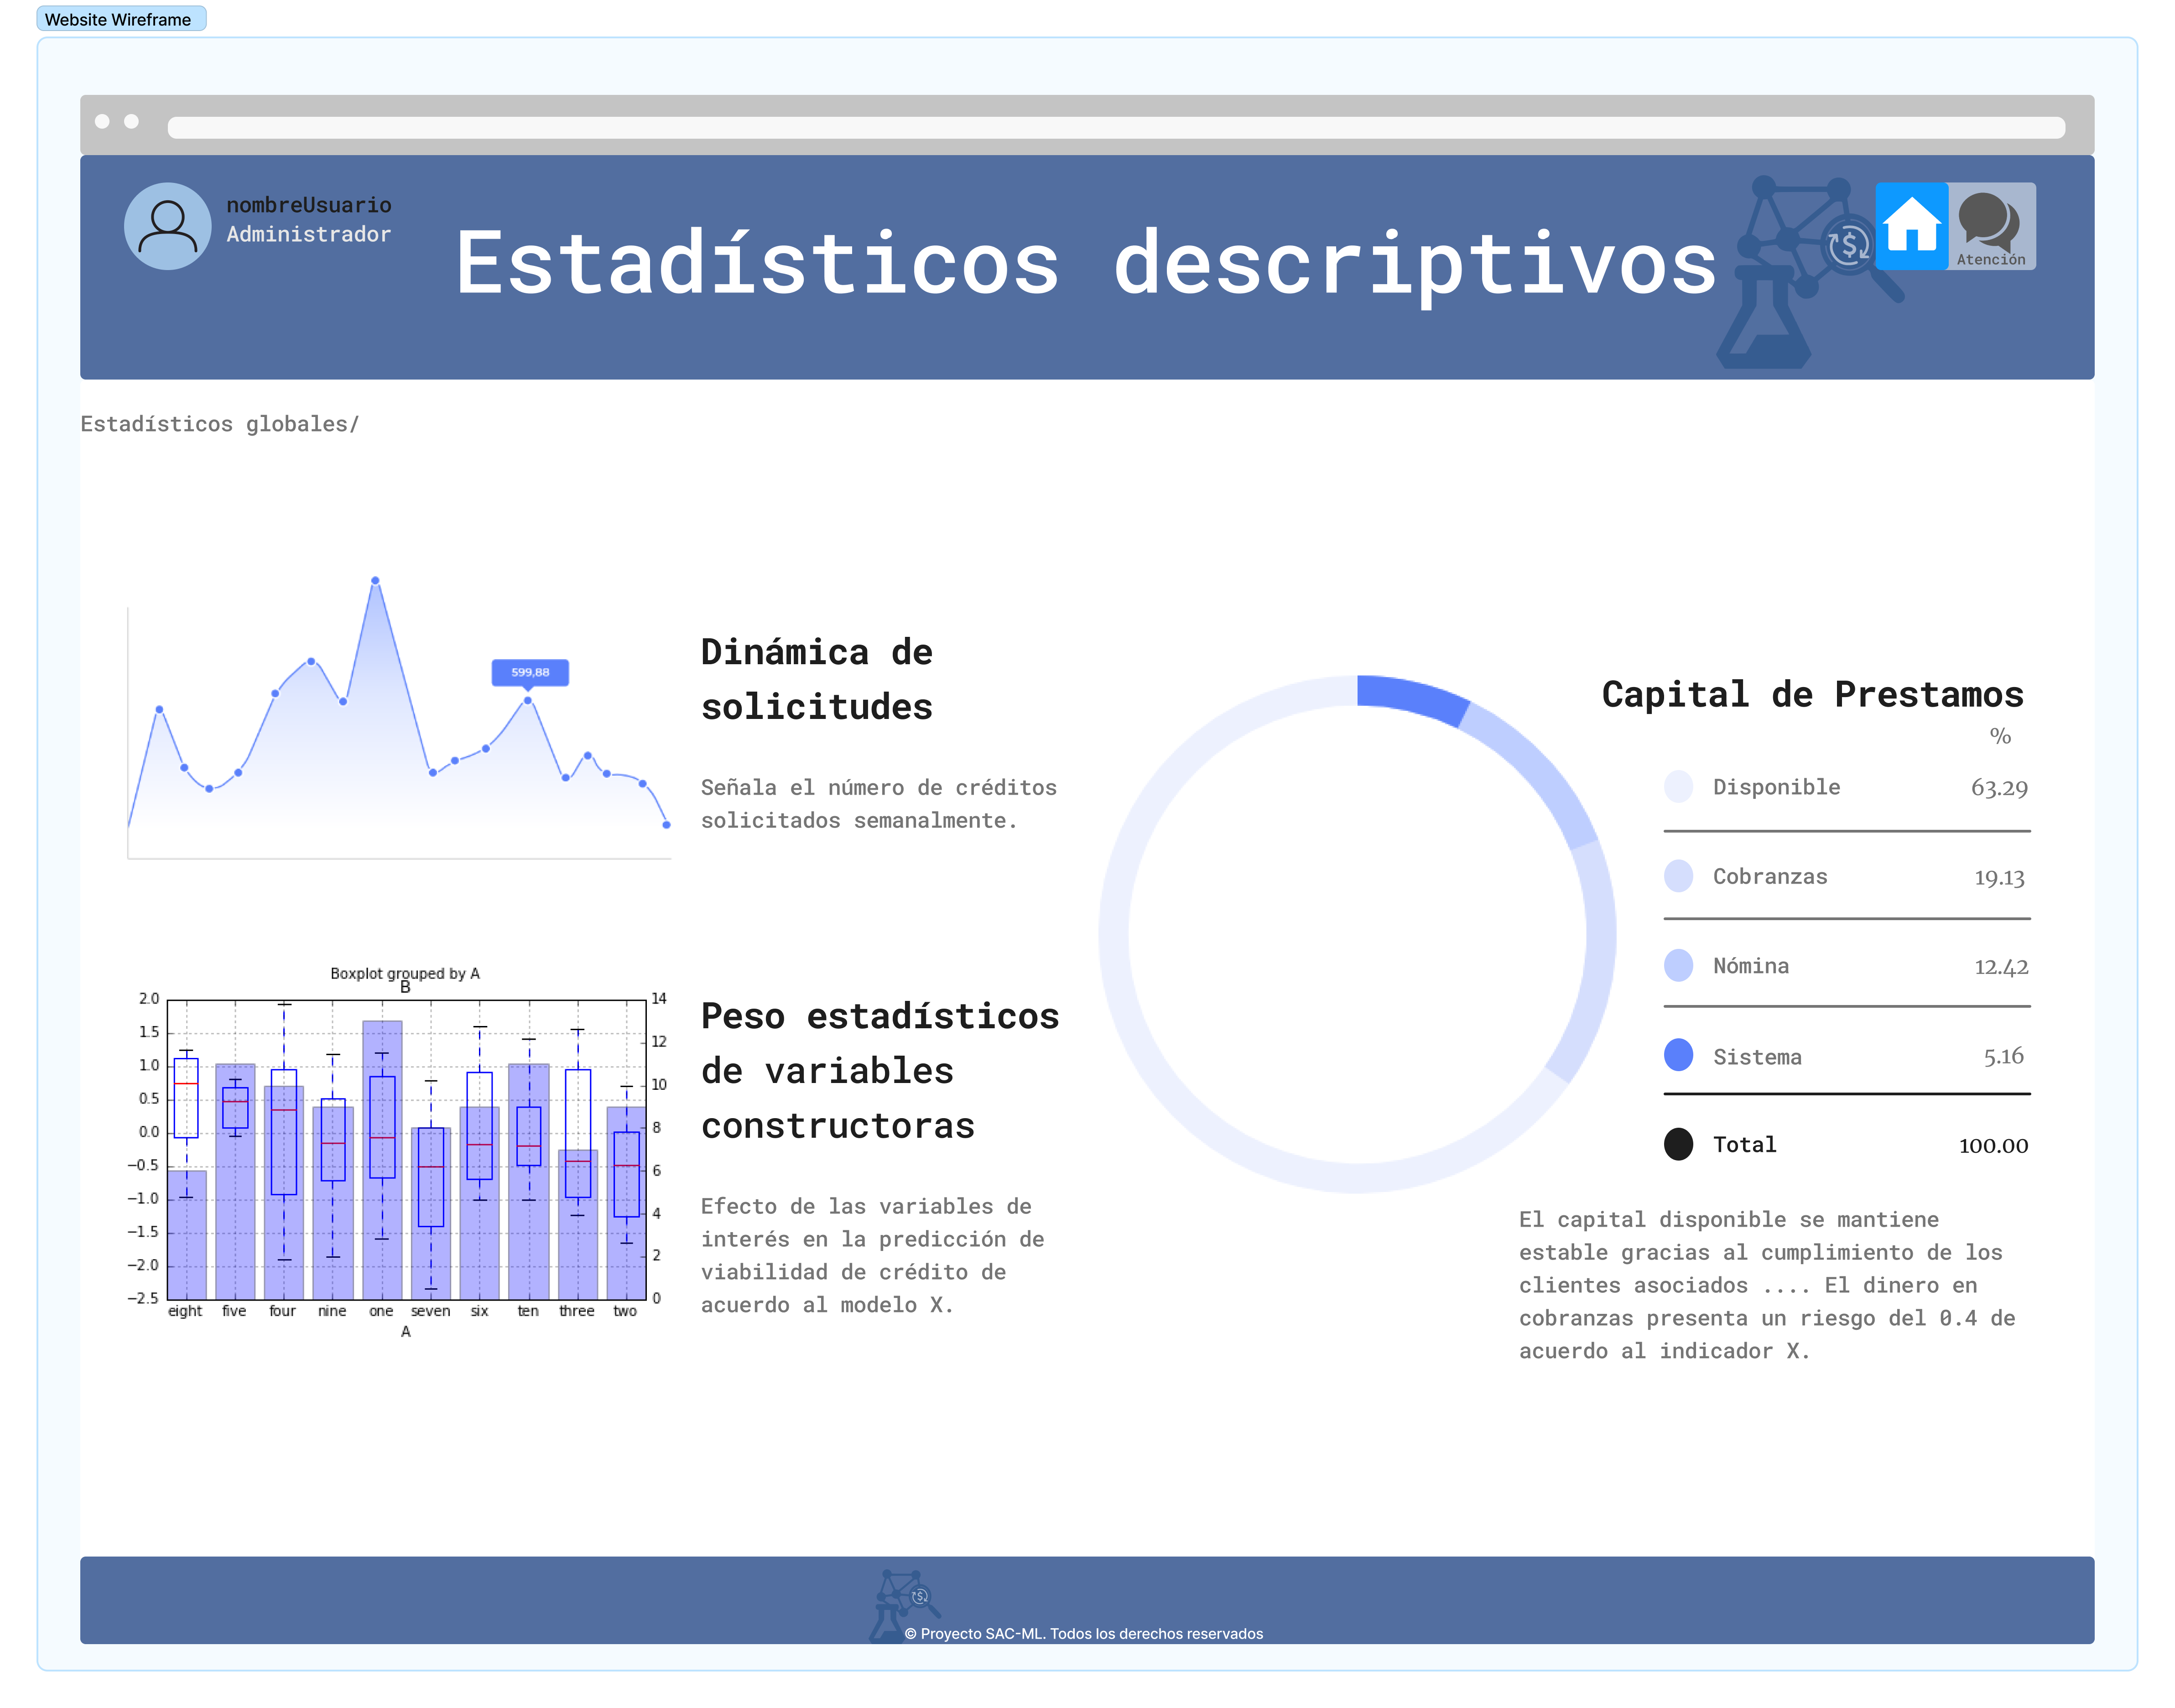 Website Wireframe
nombreUsuario
Administrador
Estadísticos descriptivos
Atención
Estadísticos globales/
599,88
Dinámica de
solicitudes
Señala el número de créditos
solicitados semanalmente.
Boxplot grouped by A
B
2.0
1.5
1.0
0.5
0.0
−0.5
−1.0
−1.5
−2.0
−2.5
14
12
10
8
6
4
2
0
eight five four nine one seven six ten three two
A
Peso estadísticos
de variables
constructoras
Efecto de las variables de
interés en la predicción de
viabilidad de crédito de
acuerdo al modelo X.
Capital de Prestamos
%
Disponible 63.29
Cobranzas 19.13
Nómina 12.42
Sistema 5.16
Total 100.00
El capital disponible se mantiene
estable gracias al cumplimiento de los
clientes asociados .... El dinero en
cobranzas presenta un riesgo del 0.4 de
acuerdo al indicador X.
© Proyecto SAC-ML. Todos los derechos reservados